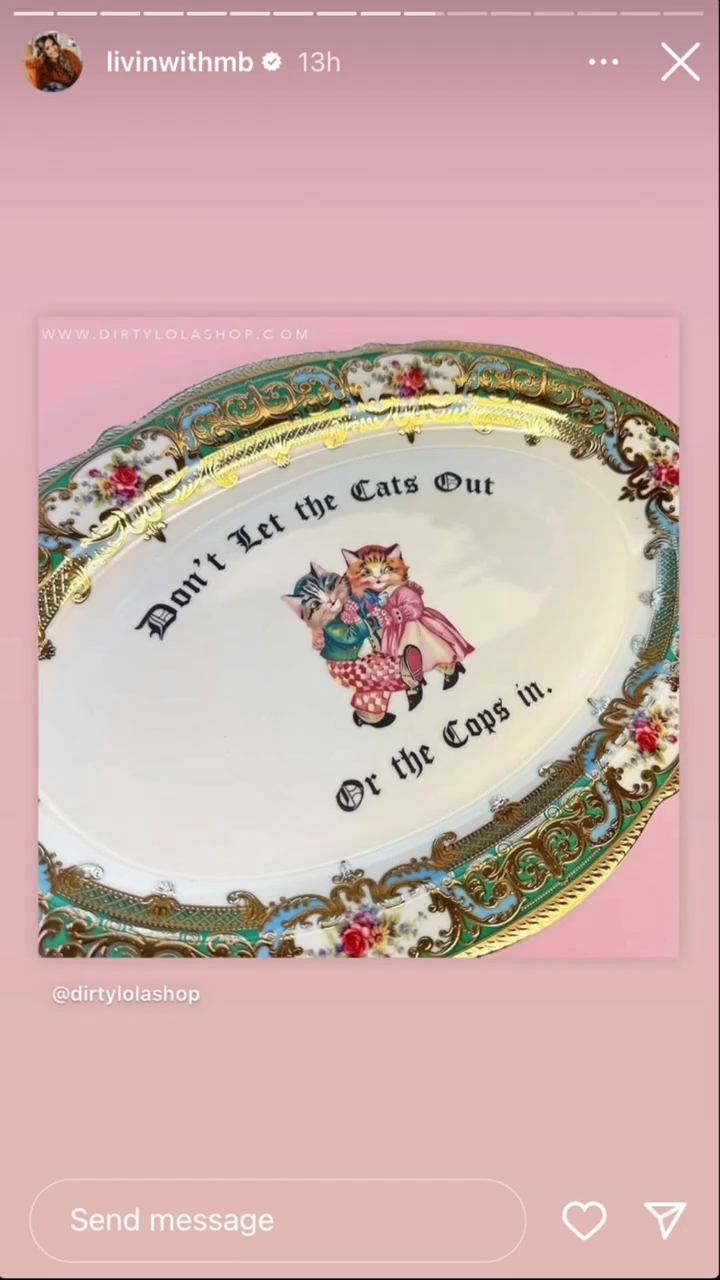 livinwithmb 13h
WWW.DIRTYLOLASHOP.COM
Don't Let the Cats Out
Or the Cops in.
@dirtylolashop
Send message